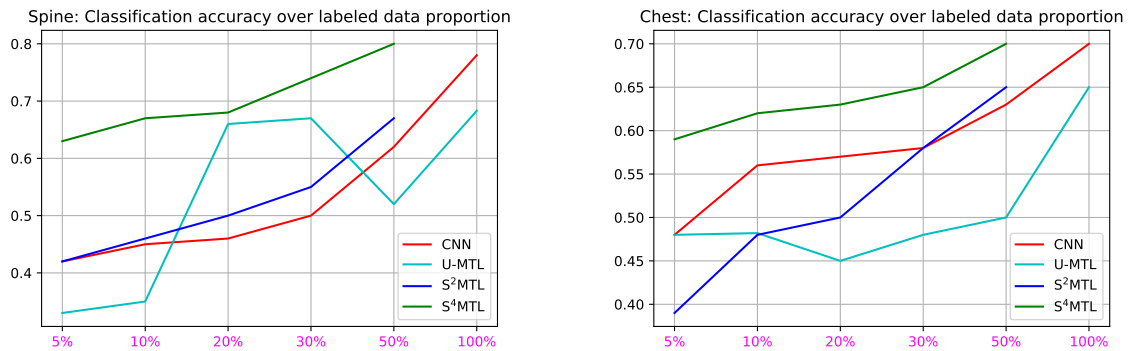 Spine: Classification accuracy over labeled data proportion
0.8
0.7
0.6
0.5
0.4
5% 10% 20% 30% 50% 100%
CNN
U-MTL
S²MTL
S⁴MTL
Chest: Classification accuracy over labeled data proportion
0.70
0.65
0.60
0.55
0.50
0.45
0.40
5% 10% 20% 30% 50% 100%
CNN
U-MTL
S²MTL
S⁴MTL